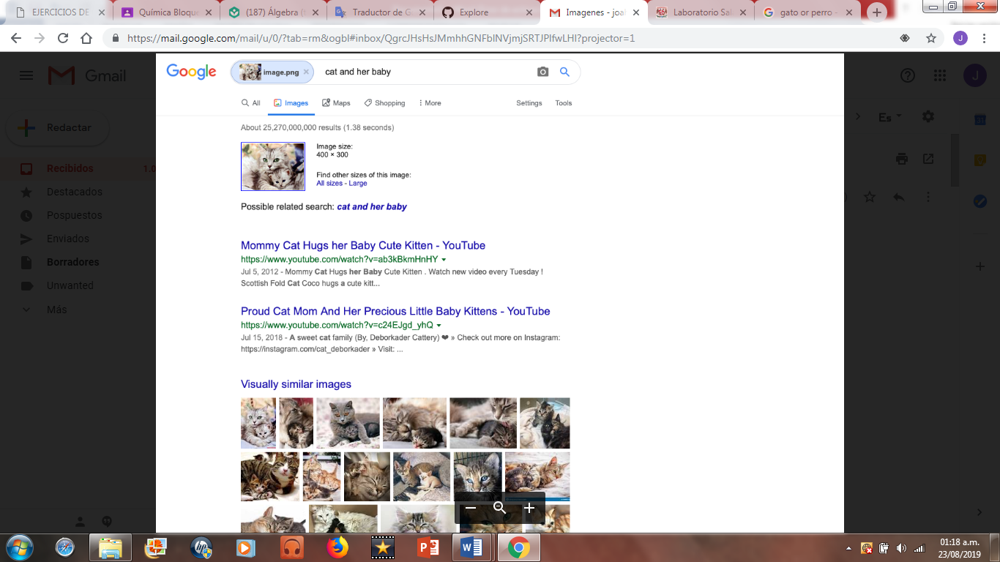 EJERCICIOS DE
Química Bloque
(187) Álgebra (
Traductor de G
Explore
Imagenes - joa
Laboratorio Sal
gato or perro -
https://mail.google.com/mail/u/0/?tab=rm&ogbl#inbox/QgrcJHsHsJMmhhGNFblNVjmjSRTJPlfwLHl?projector=1
J
Gmail
Redactar
Recibidos 1.0
Destacados
Pospuestos
Enviados
Borradores
Wanted
Más
Google
image.png
cat and her baby
All Images Maps Shopping More Settings Tools
About 25,270,000,000 results (1.38 seconds)
Image size:
400 × 300
Find other sizes of this image:
All sizes - Large
Possible related search: cat and her baby
Mommy Cat Hugs her Baby Cute Kitten - YouTube
https://www.youtube.com/watch?v=ab3kBkmHnHY
Jul 5, 2012 - Mommy Cat Hugs her Baby Cute Kitten . Watch new video every Tuesday !
Scottish Fold Cat Coco hugs a cute kitt...
Proud Cat Mom And Her Precious Little Baby Kittens - YouTube
https://www.youtube.com/watch?v=c24EJgd_yhQ
Jul 15, 2018 - A sweet cat family (By, Deborkader Cattery) ❤ » Check out more on Instagram:
https://instagram.com/cat_deborkader » Visit: ...
Visually similar images
J
Es
01:18 a.m.
23/08/2019